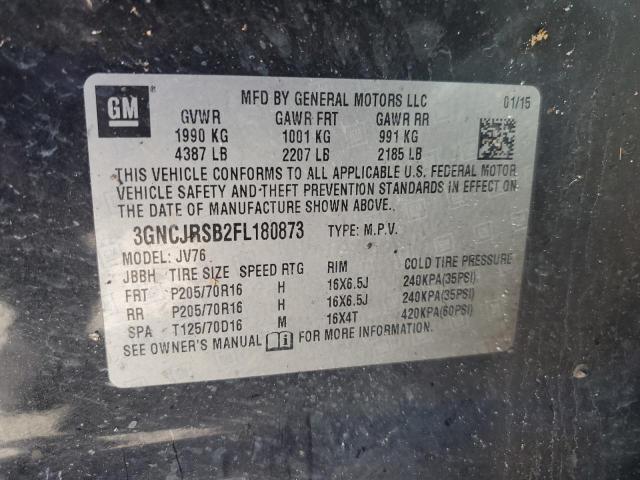 GM
MFD BY GENERAL MOTORS LLC 01/15
GVWR GAWR FRT GAWR RR
1990 KG 1001 KG 991 KG
4387 LB 2207 LB 2185 LB
THIS VEHICLE CONFORMS TO ALL APPLICABLE U.S. FEDERAL MOTOR
VEHICLE SAFETY AND THEFT PREVENTION STANDARDS IN EFFECT ON
THE DATE OF MANUFACTURE SHOWN ABOVE.
3GNCJRSB2FL180873 TYPE: M.P.V.
MODEL: JV76
JBBH TIRE SIZE SPEED RTG RIM COLD TIRE PRESSURE
FRT P205/70R16 H 16X6.5J 240KPA(35PSI)
RR P205/70R16 H 16X6.5J 240KPA(35PSI)
SPA T125/70D16 M 16X4T 420KPA(60PSI)
SEE OWNER'S MANUAL FOR MORE INFORMATION.